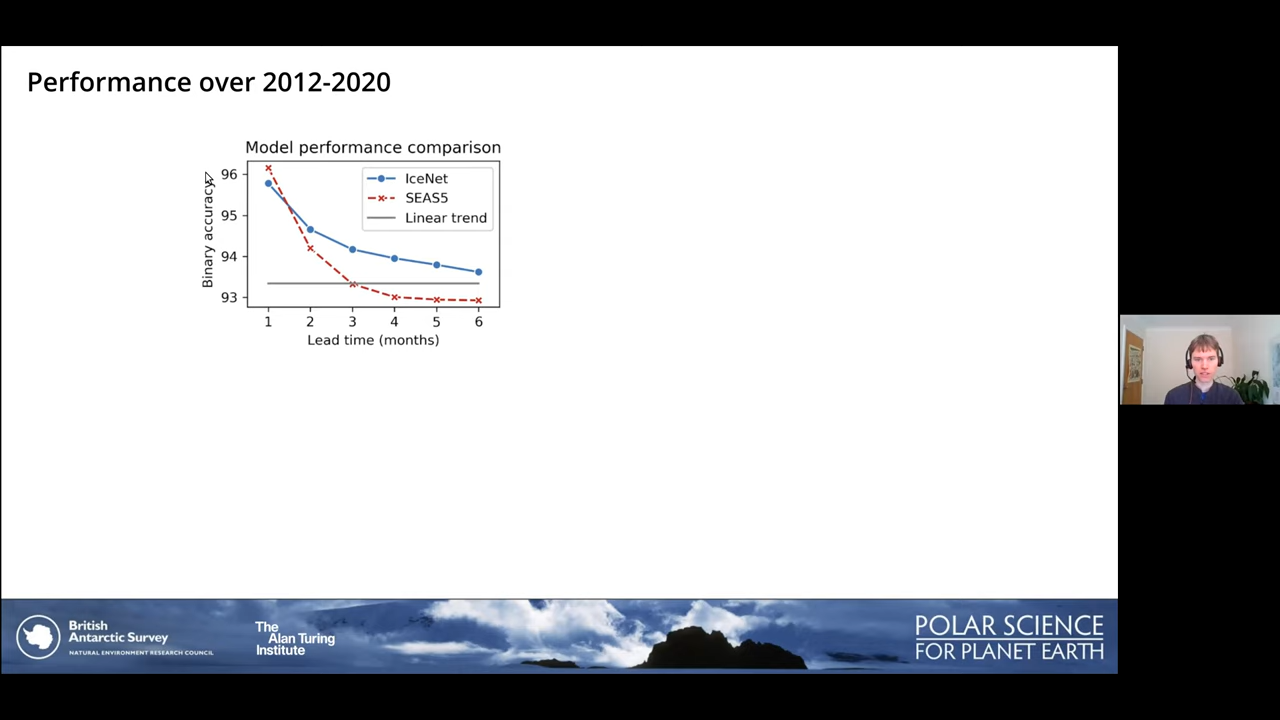 Performance over 2012-2020
Model performance comparison
Binary accuracy
96
95
94
93
IceNet
SEAS5
Linear trend
1 2 3 4 5 6
Lead time (months)
British
Antarctic Survey
NATURAL ENVIRONMENT RESEARCH COUNCIL
The
Alan Turing
Institute
POLAR SCIENCE
FOR PLANET EARTH